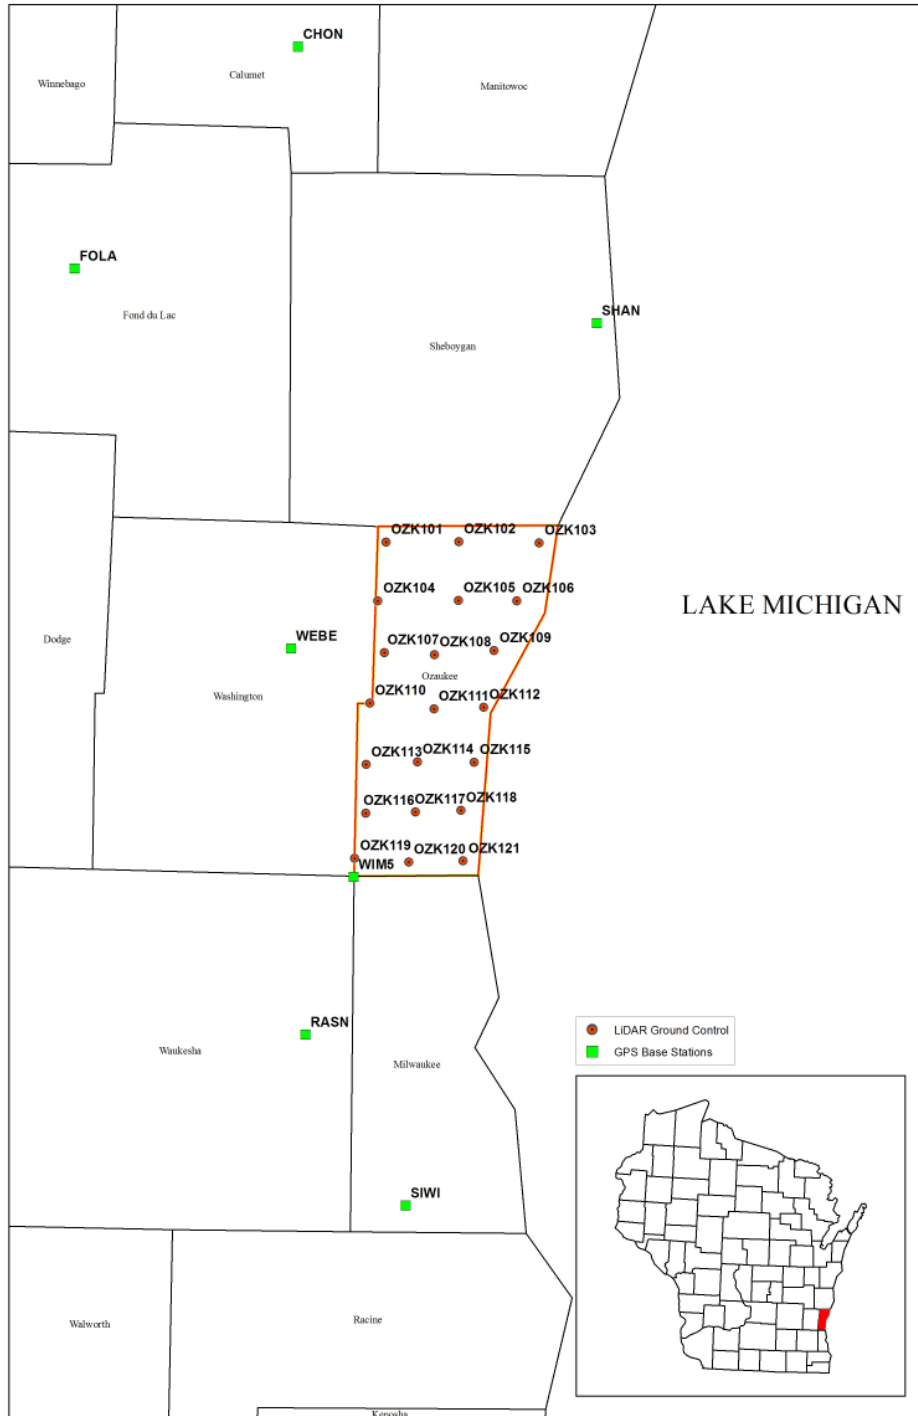 CHON
Winnebago
Calumet
Manitowoc
FOLA
SHAN
Fond du Lac
Sheboygan
OZK101
OZK102
OZK103
OZK104
OZK105
OZK106
LAKE MICHIGAN
WEBE
Dodge
OZK107
OZK108
OZK109
Ozaukee
Washington
OZK110
OZK111
OZK112
OZK113
OZK114
OZK115
OZK116
OZK117
OZK118
OZK119
OZK120
OZK121
WIM5
RASN
Waukesha
Milwaukee
LiDAR Ground Control
GPS Base Stations
SIWI
Walworth
Racine
Kenosha